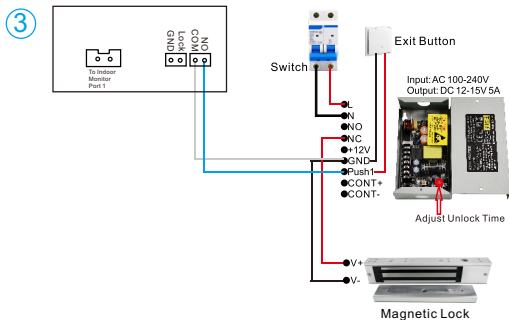 3
To Indoor
Monitor
Port 1
GND
Lock
COM
NO
Switch
Exit Button
Input: AC 100-240V
Output: DC 12-15V 5A
L
N
NO
NC
+12V
GND
Push1
CONT+
CONT-
Adjust Unlock Time
V+
V-
Magnetic Lock